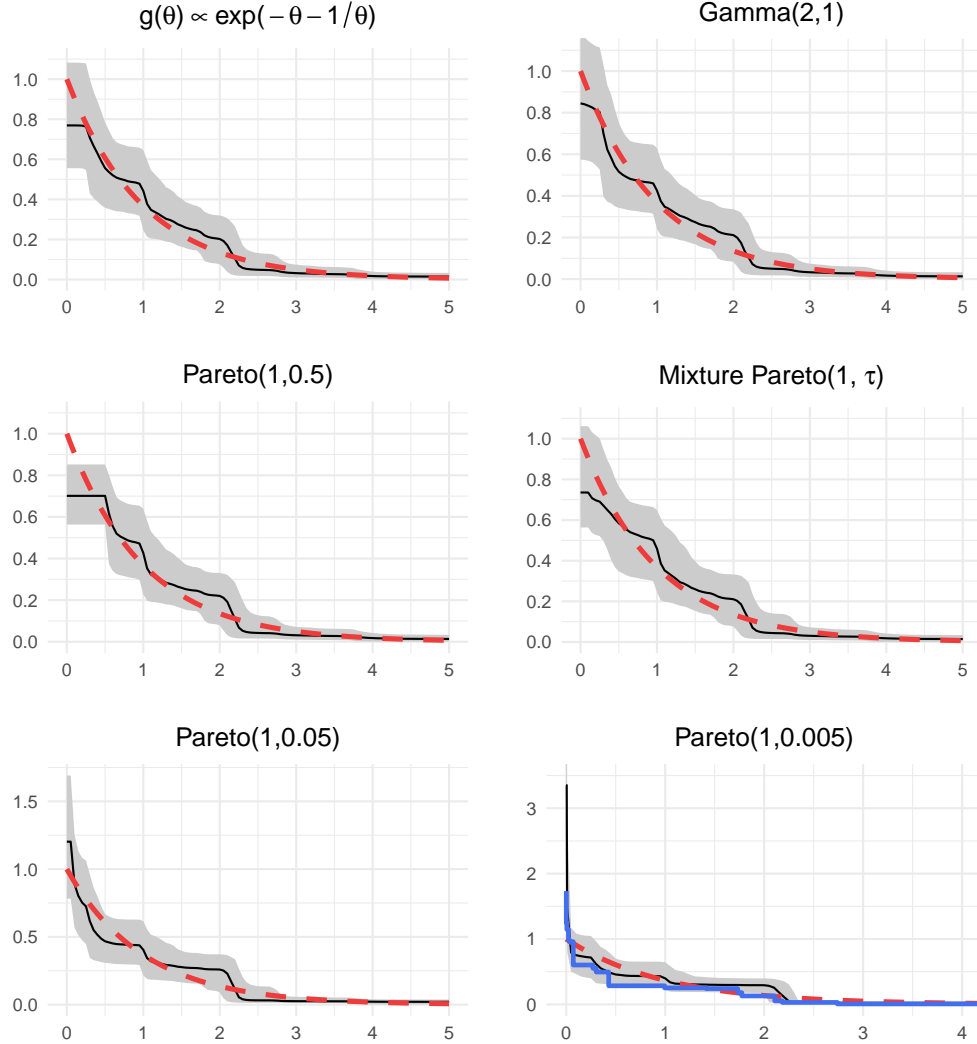 g(θ) ∝ exp(− θ − 1/θ)
1.0
0.8
0.6
0.4
0.2
0.0
0 1 2 3 4 5
Gamma(2,1)
1.0
0.8
0.6
0.4
0.2
0.0
0 1 2 3 4 5
Pareto(1,0.5)
1.0
0.8
0.6
0.4
0.2
0.0
0 1 2 3 4 5
Mixture Pareto(1, τ)
1.0
0.8
0.6
0.4
0.2
0.0
0 1 2 3 4 5
Pareto(1,0.05)
1.5
1.0
0.5
0.0
0 1 2 3 4 5
Pareto(1,0.005)
3
2
1
0
0 1 2 3 4